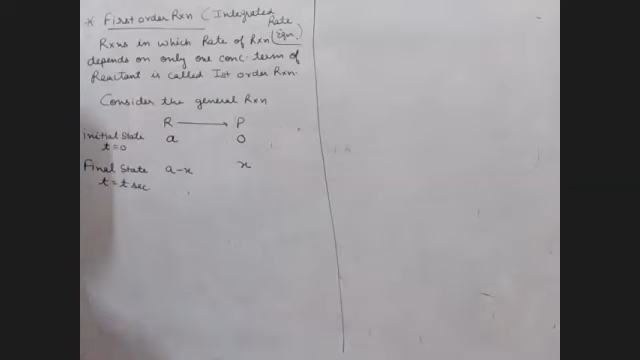 * First order Rxn (Integrated Rate Eqn.)
Rxns in which Rate of Rxn
depends on only one conc. term of
Reactant is called Ist order Rxn.
Consider the general Rxn
R → P
Initial State a 0
t=0
Final State a-x x
t=t sec